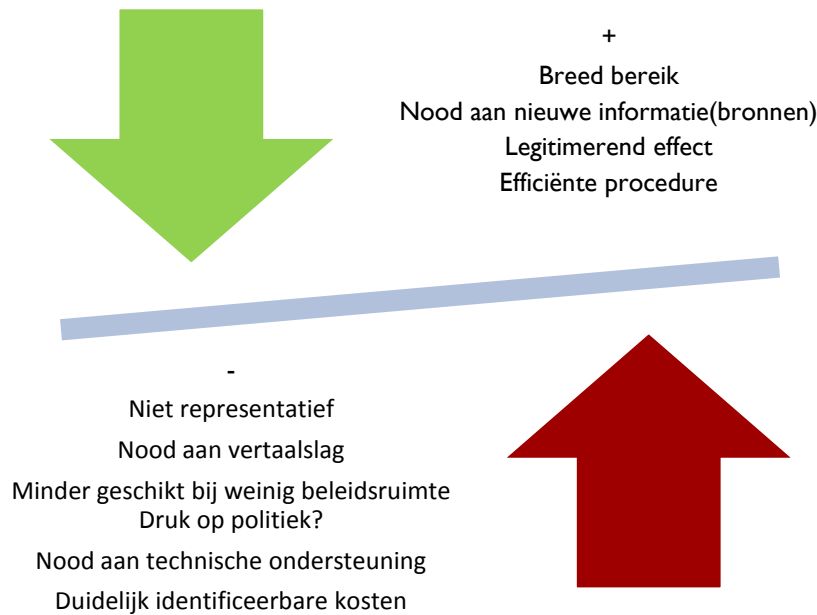 +
Breed bereik
Nood aan nieuwe informatie(bronnen)
Legitimerend effect
Efficiënte procedure
-
Niet representatief
Nood aan vertaalslag
Minder geschikt bij weinig beleidsruimte
Druk op politiek?
Nood aan technische ondersteuning
Duidelijk identificeerbare kosten